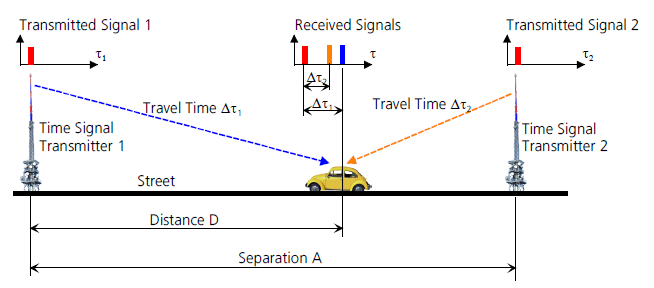 Transmitted Signal 1
Received Signals
Transmitted Signal 2
τ₁
τ
τ₂
Δτ₂
Δτ₁
Travel Time Δτ₁
Travel Time Δτ₂
Time Signal
Transmitter 1
Time Signal
Transmitter 2
Street
Distance D
Separation A